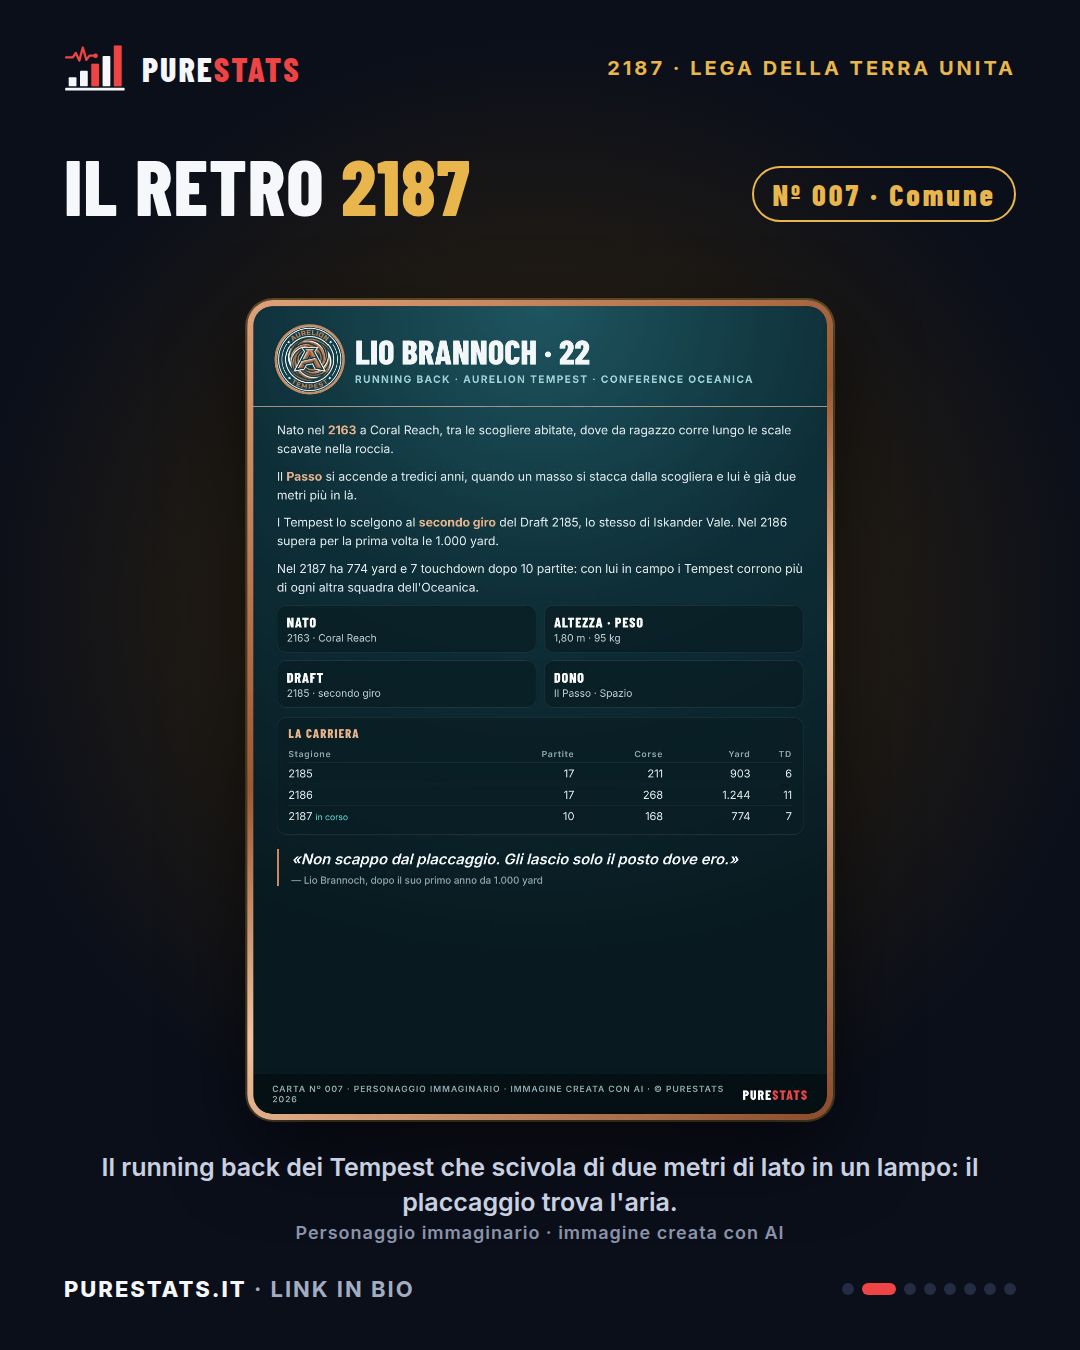 PURESTATS
2187 · LEGA DELLA TERRA UNITA
IL RETRO 2187
Nº 007 · Comune
AURELION
A
TEMPEST
LIO BRANNOCH · 22
RUNNING BACK · AURELION TEMPEST · CONFERENCE OCEANICA
Nato nel 2163 a Coral Reach, tra le scogliere abitate, dove da ragazzo corre lungo le scale
scavate nella roccia.
Il Passo si accende a tredici anni, quando un masso si stacca dalla scogliera e lui è già due
metri più in là.
I Tempest lo scelgono al secondo giro del Draft 2185, lo stesso di Iskander Vale. Nel 2186
supera per la prima volta le 1.000 yard.
Nel 2187 ha 774 yard e 7 touchdown dopo 10 partite: con lui in campo i Tempest corrono più
di ogni altra squadra dell'Oceanica.
NATO
2163 · Coral Reach
ALTEZZA · PESO
1,80 m · 95 kg
DRAFT
2185 · secondo giro
DONO
Il Passo · Spazio
LA CARRIERA
Stagione Partite Corse Yard TD
2185 17 211 903 6
2186 17 268 1.244 11
2187 in corso 10 168 774 7
«Non scappo dal placcaggio. Gli lascio solo il posto dove ero.»
— Lio Brannoch, dopo il suo primo anno da 1.000 yard
CARTA Nº 007 · PERSONAGGIO IMMAGINARIO · IMMAGINE CREATA CON AI · © PURESTATS
2026
PURESTATS
Il running back dei Tempest che scivola di due metri di lato in un lampo: il
placcaggio trova l'aria.
Personaggio immaginario · immagine creata con AI
PURESTATS.IT · LINK IN BIO